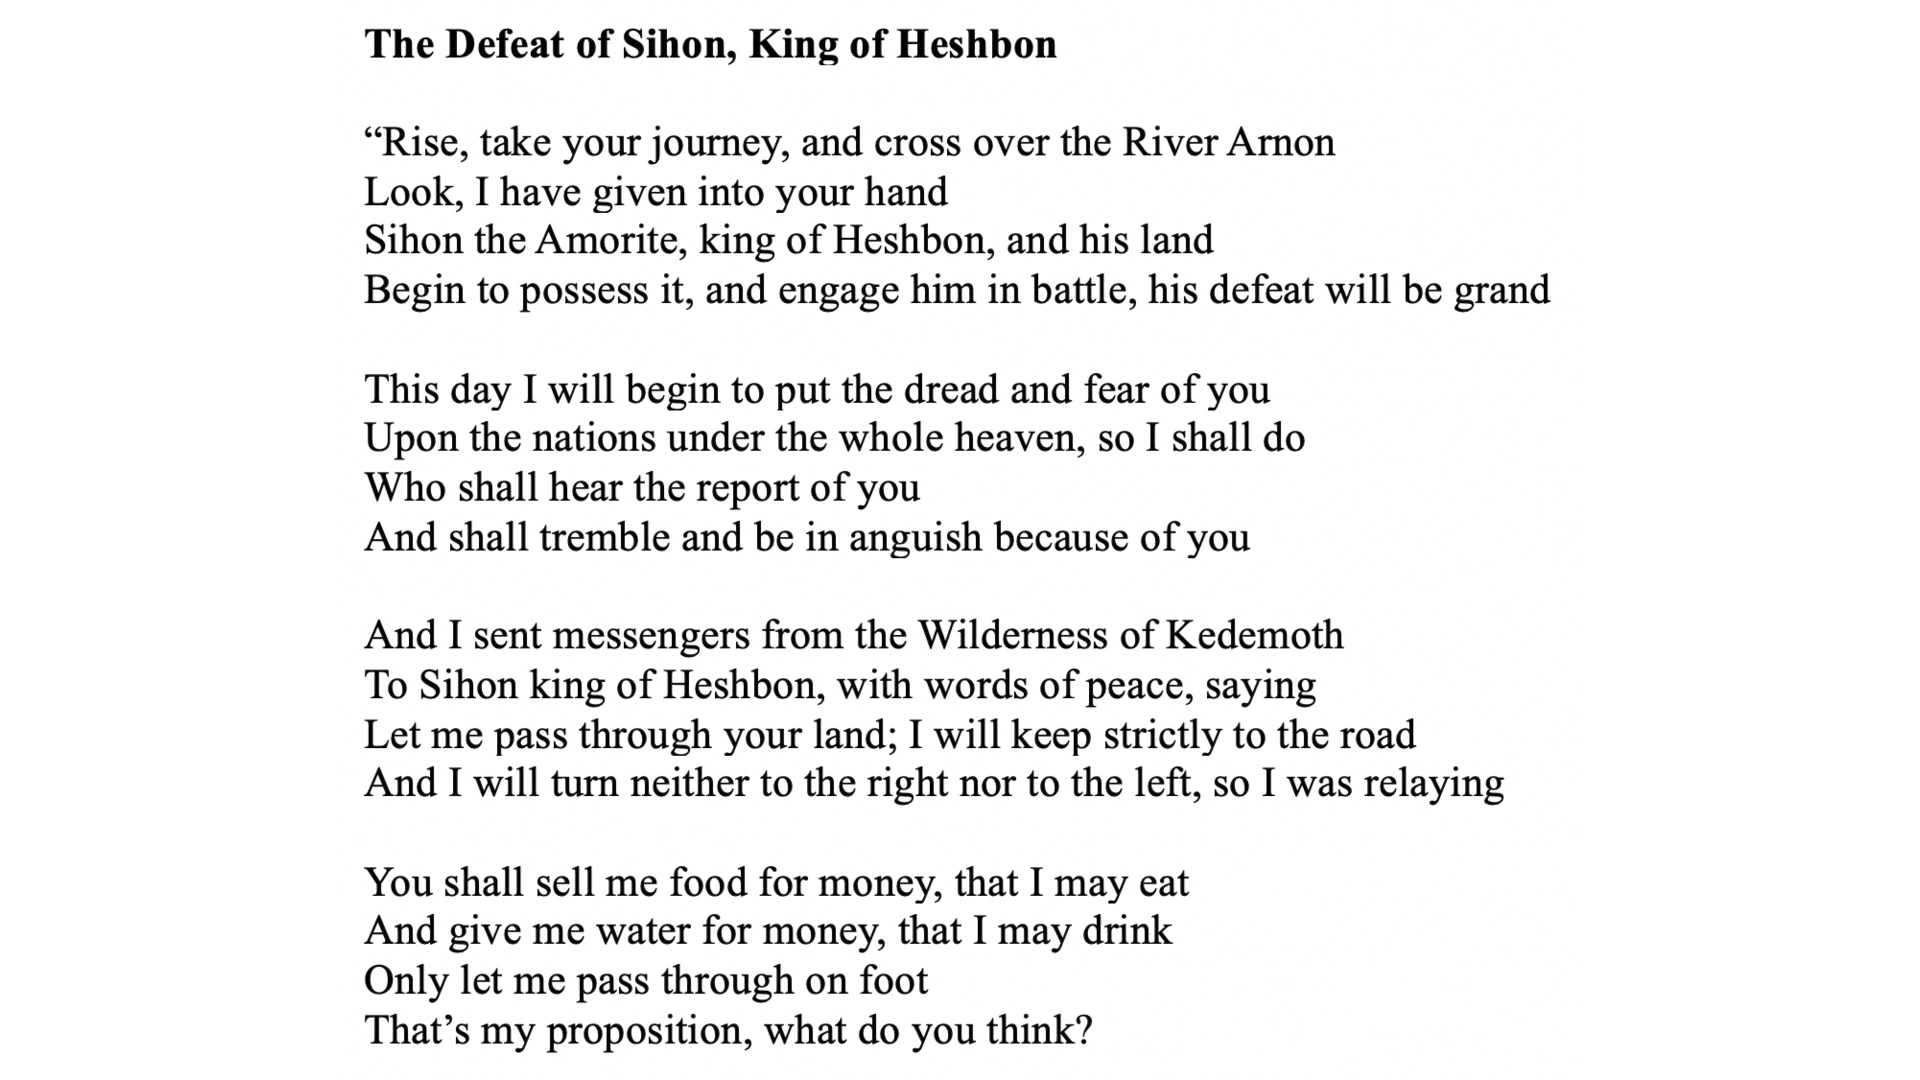 The Defeat of Sihon, King of Heshbon
“Rise, take your journey, and cross over the River Arnon
Look, I have given into your hand
Sihon the Amorite, king of Heshbon, and his land
Begin to possess it, and engage him in battle, his defeat will be grand
This day I will begin to put the dread and fear of you
Upon the nations under the whole heaven, so I shall do
Who shall hear the report of you
And shall tremble and be in anguish because of you
And I sent messengers from the Wilderness of Kedemoth
To Sihon king of Heshbon, with words of peace, saying
Let me pass through your land; I will keep strictly to the road
And I will turn neither to the right nor to the left, so I was relaying
You shall sell me food for money, that I may eat
And give me water for money, that I may drink
Only let me pass through on foot
That’s my proposition, what do you think?